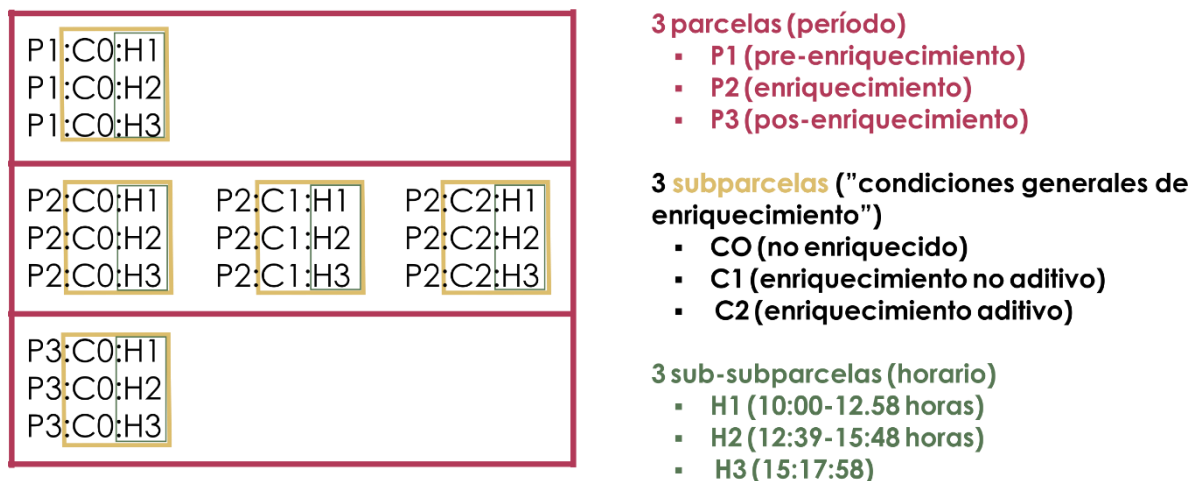 P1:C0:H1
P1:C0:H2
P1:C0:H3
P2:C0:H1 P2:C1:H1 P2:C2:H1
P2:C0:H2 P2:C1:H2 P2:C2:H2
P2:C0:H3 P2:C1:H3 P2:C2:H3
P3:C0:H1
P3:C0:H2
P3:C0:H3
3 parcelas (período)
▪ P1 (pre-enriquecimiento)
▪ P2 (enriquecimiento)
▪ P3 (pos-enriquecimiento)
3 subparcelas (”condiciones generales de
enriquecimiento”)
▪ CO (no enriquecido)
▪ C1 (enriquecimiento no aditivo)
▪ C2 (enriquecimiento aditivo)
3 sub-subparcelas (horario)
▪ H1 (10:00-12.58 horas)
▪ H2 (12:39-15:48 horas)
▪ H3 (15:17:58)